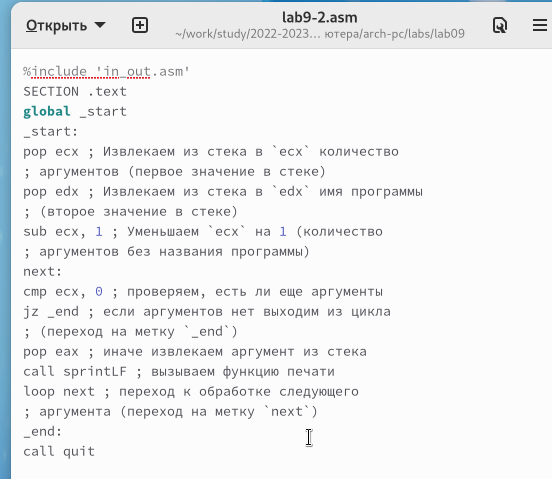 Открыть
lab9-2.asm
~/work/study/2022-2023… ютера/arch-pc/labs/lab09
%include 'in_out.asm'
SECTION .text
global _start
_start:
pop ecx ; Извлекаем из стека в `ecx` количество
; аргументов (первое значение в стеке)
pop edx ; Извлекаем из стека в `edx` имя программы
; (второе значение в стеке)
sub ecx, 1 ; Уменьшаем `ecx` на 1 (количество
; аргументов без названия программы)
next:
cmp ecx, 0 ; проверяем, есть ли еще аргументы
jz _end ; если аргументов нет выходим из цикла
; (переход на метку `_end`)
pop eax ; иначе извлекаем аргумент из стека
call sprintLF ; вызываем функцию печати
loop next ; переход к обработке следующего
; аргумента (переход на метку `next`)
_end:
call quit